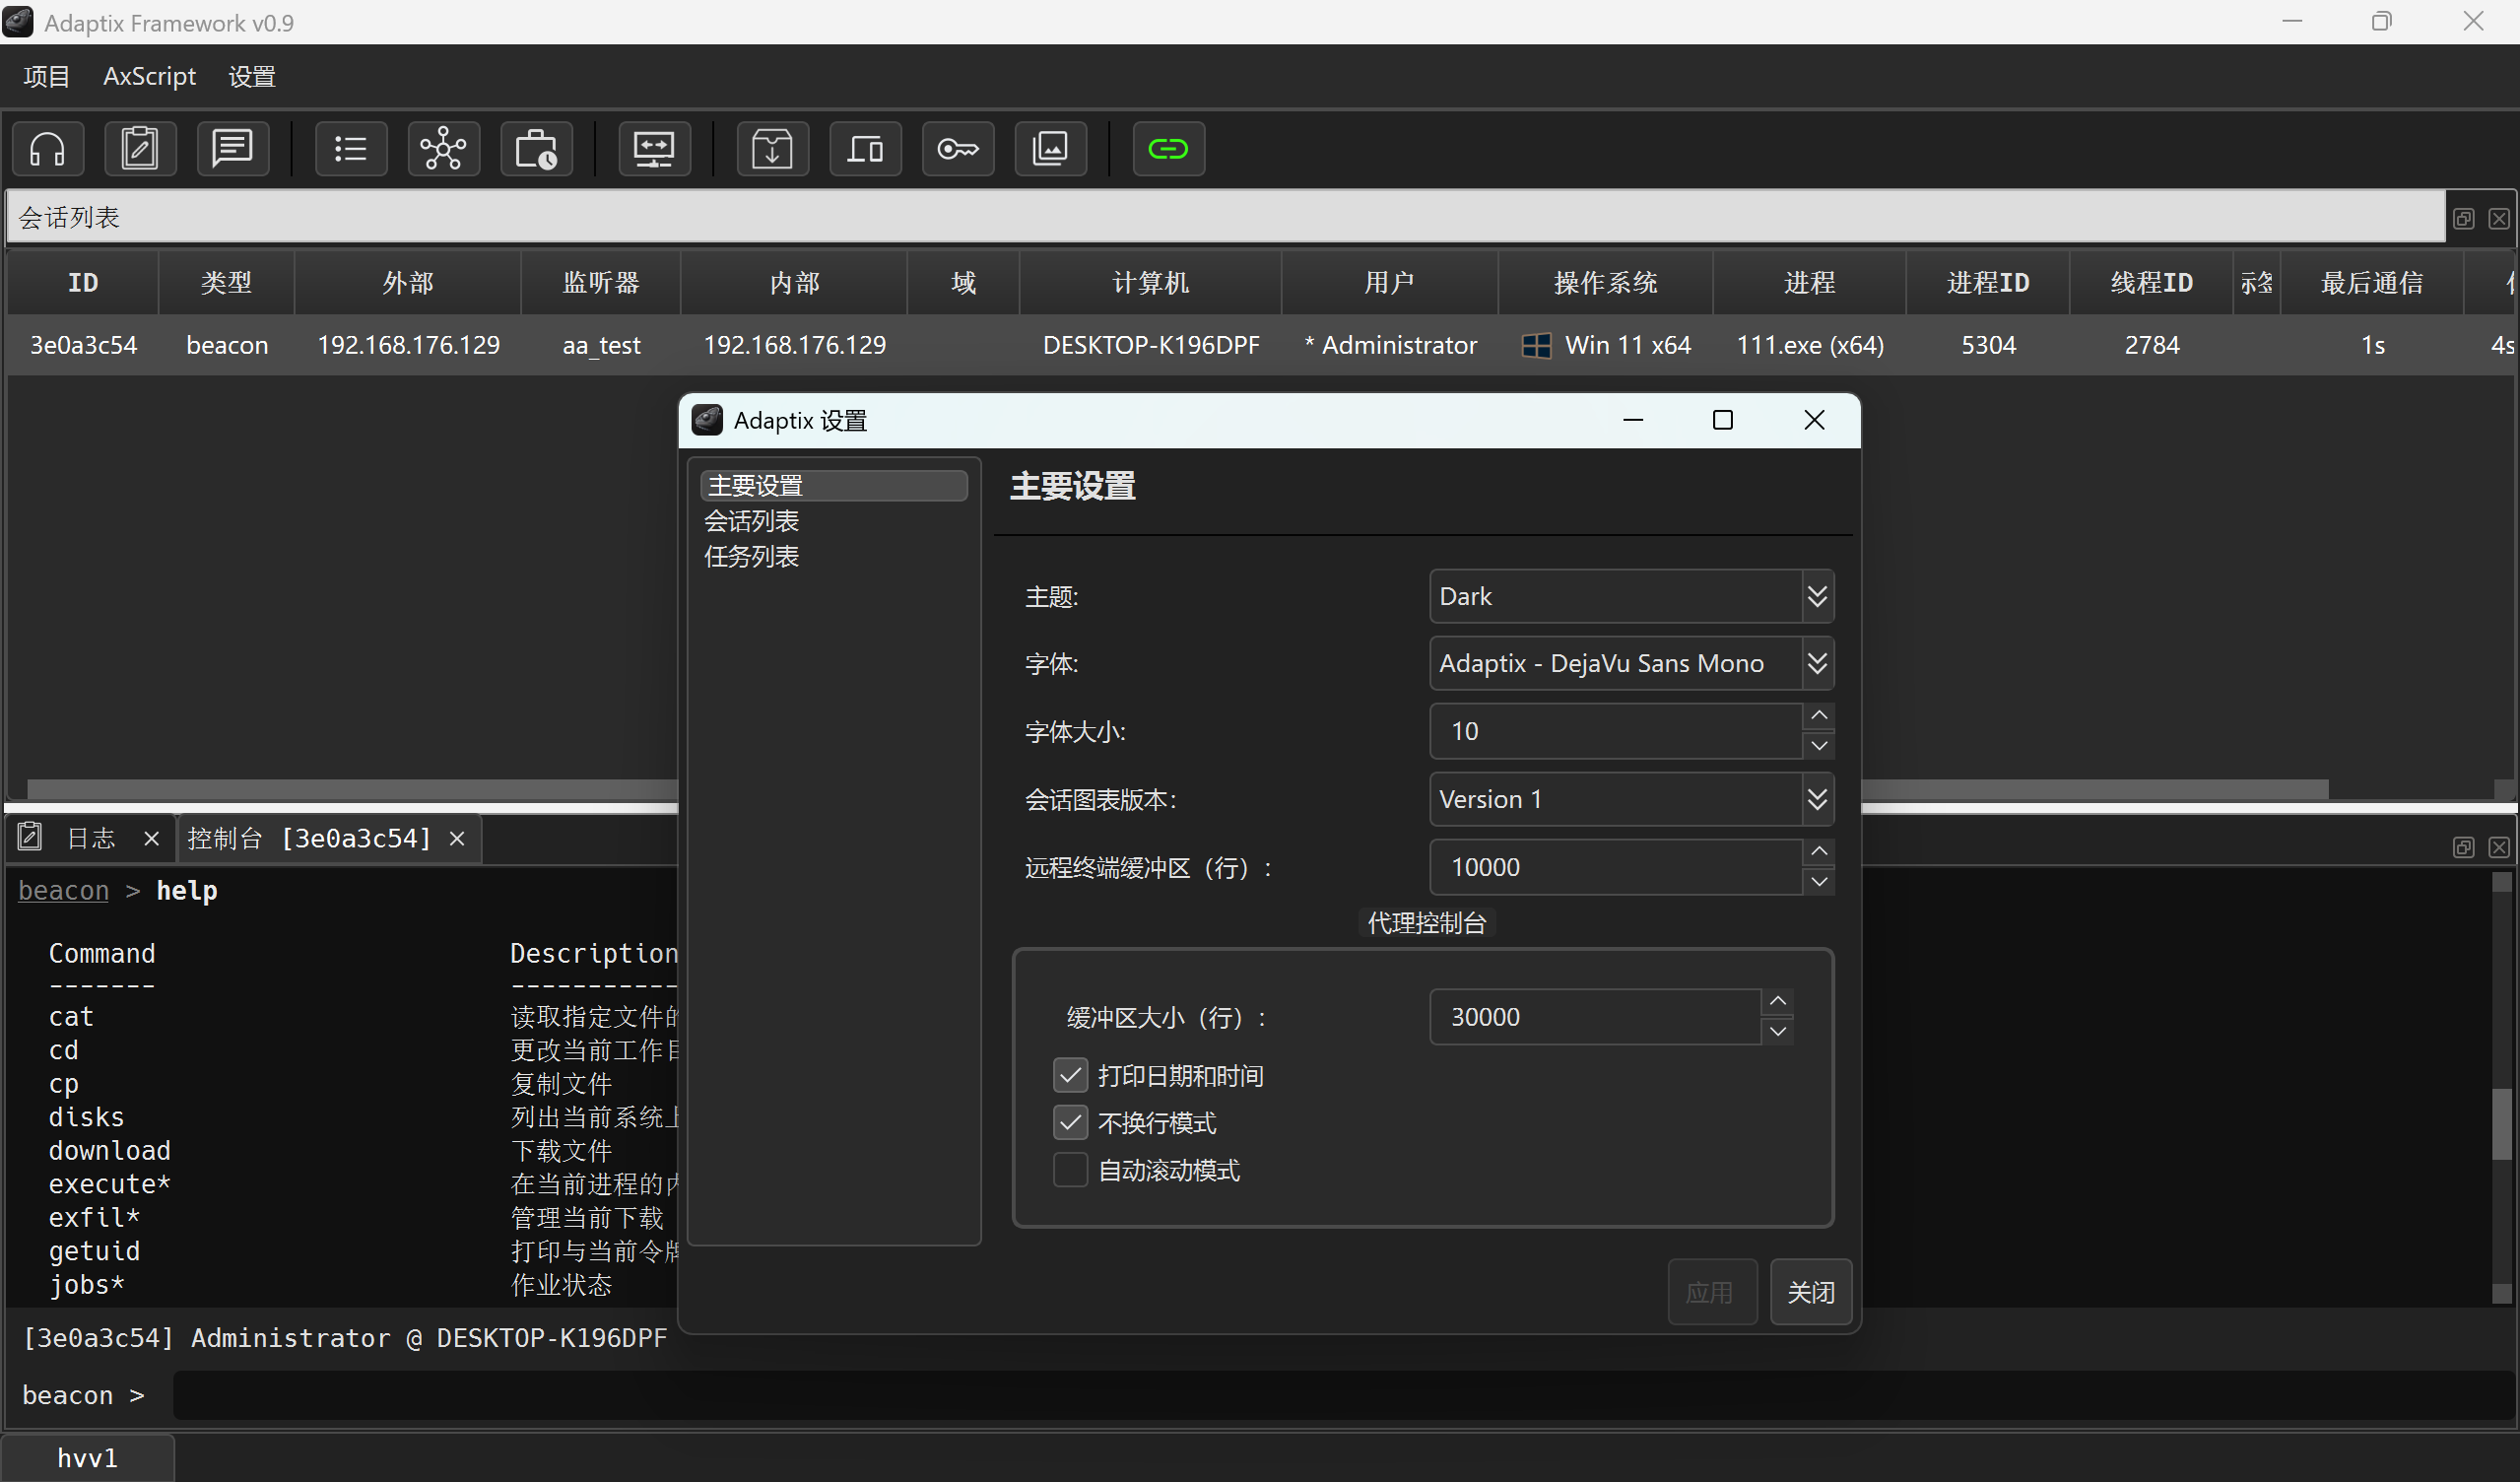 Adaptix Framework v0.9
项目 AxScript 设置
会话列表
ID 类型 外部 监听器 内部 域 计算机 用户 操作系统 进程 进程ID 线程ID 标签 最后通信
3e0a3c54 beacon 192.168.176.129 aa_test 192.168.176.129 DESKTOP-K196DPF * Administrator Win 11 x64 111.exe (x64) 5304 2784 1s 4s
Adaptix 设置
主要设置
会话列表
任务列表
主要设置
主题: Dark
字体: Adaptix - DejaVu Sans Mono
字体大小: 10
会话图表版本: Version 1
远程终端缓冲区（行）: 10000
代理控制台
缓冲区大小（行）: 30000
打印日期和时间
不换行模式
自动滚动模式
应用 关闭
日志 控制台 [3e0a3c54]
beacon > help
Command Description
------- -----------
cat 读取指定文件的
cd 更改当前工作目
cp 复制文件
disks 列出当前系统上
download 下载文件
execute* 在当前进程的内
exfil* 管理当前下载
getuid 打印与当前令牌
jobs* 作业状态
[3e0a3c54] Administrator @ DESKTOP-K196DPF
beacon >
hvv1